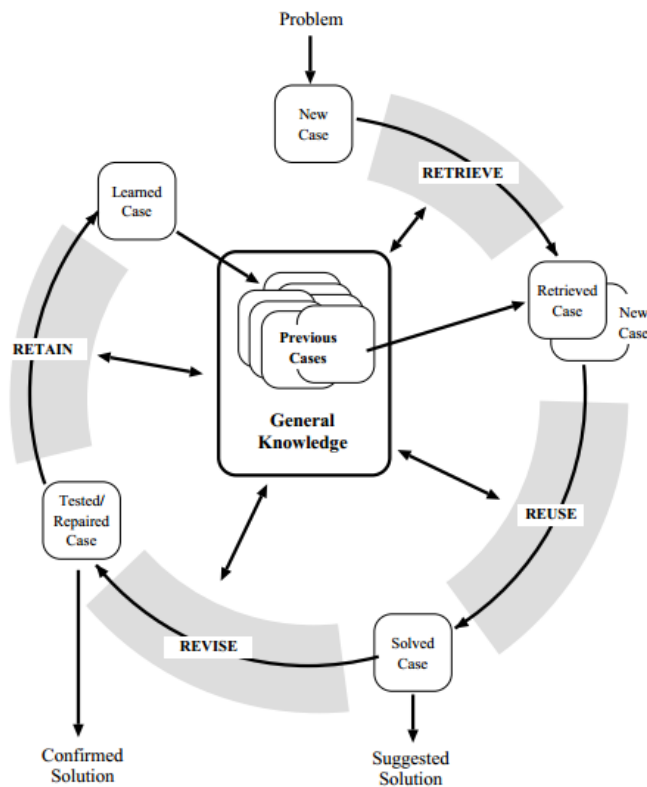 Problem
New
Case
RETRIEVE
Learned
Case
Retrieved
Case
New
Case
Previous
Cases
RETAIN
General
Knowledge
Tested/
Repaired
Case
REUSE
REVISE
Solved
Case
Confirmed
Solution
Suggested
Solution